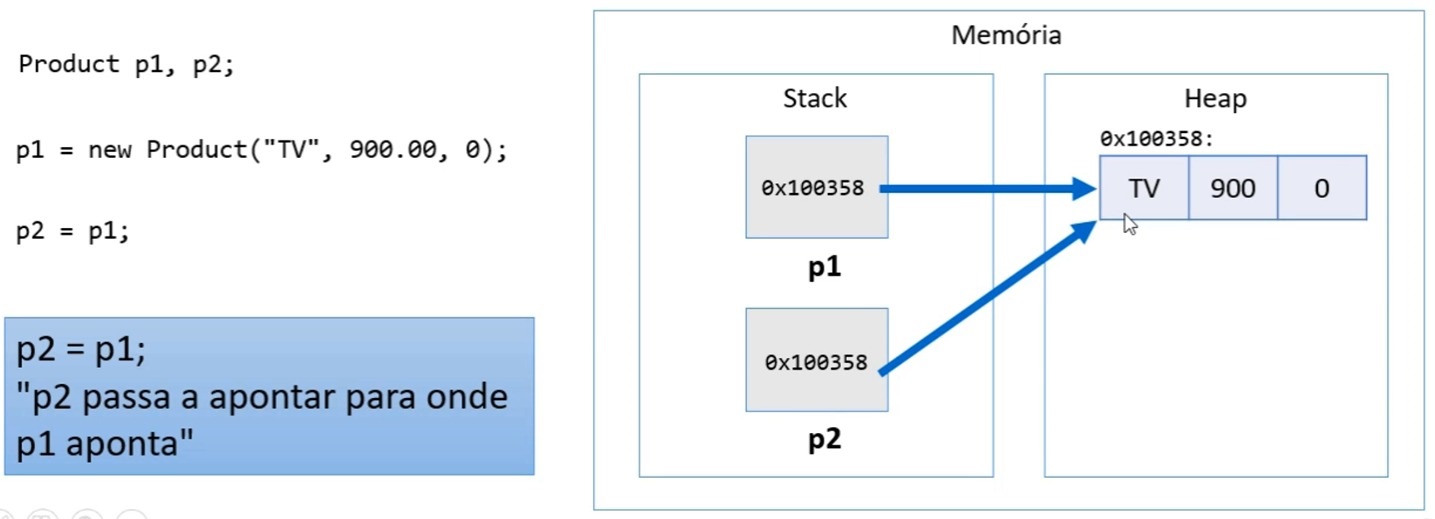 Product p1, p2;
p1 = new Product("TV", 900.00, 0);
p2 = p1;
p2 = p1;
"p2 passa a apontar para onde
p1 aponta"
Memória
Stack
0x100358
p1
0x100358
p2
Heap
0x100358:
TV 900 0